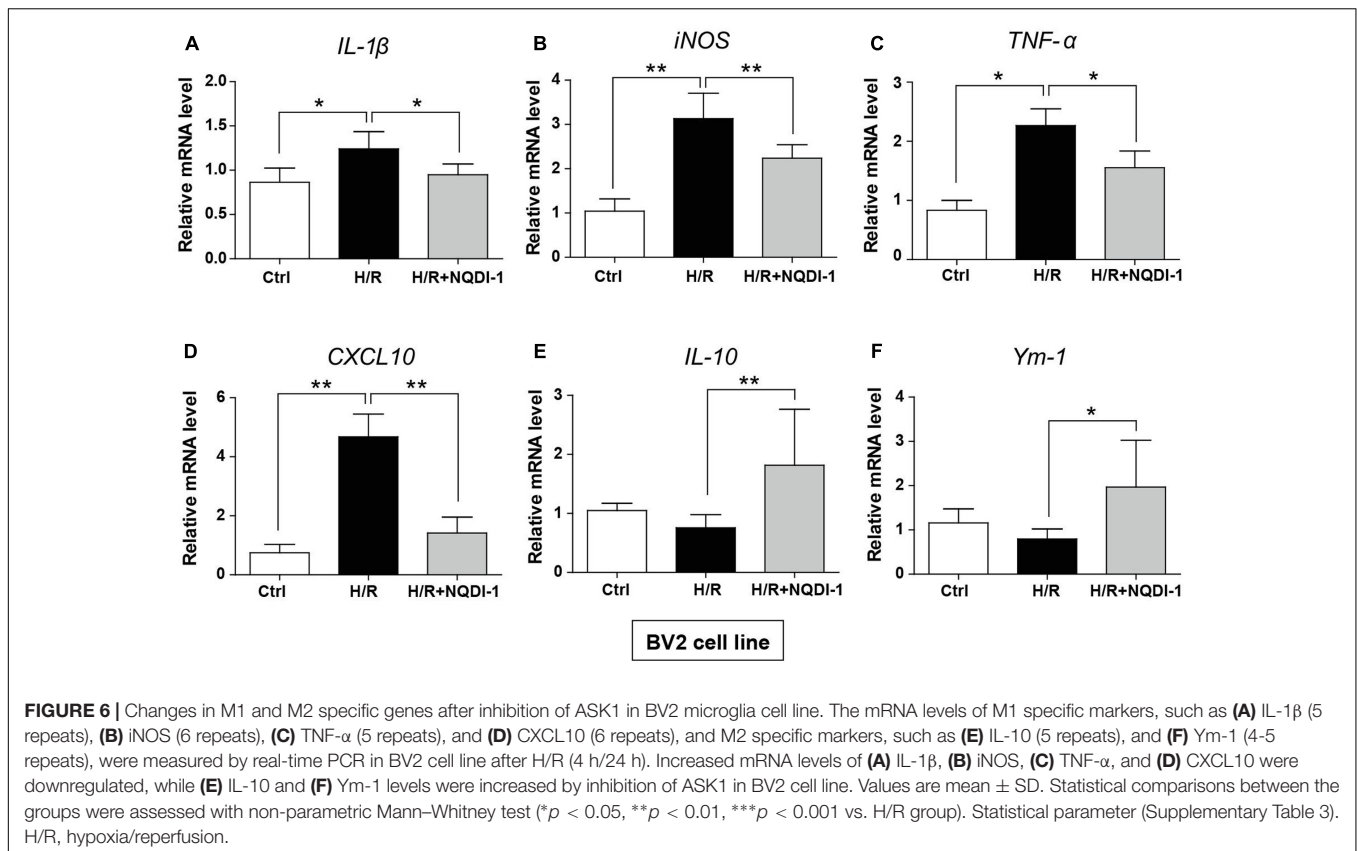 A
IL-1β
Relative mRNA level
2.0
1.5
1.0
0.5
0.0
*
*
Ctrl
H/R
H/R+NQDI-1
B
iNOS
Relative mRNA level
4
3
2
1
0
**
**
Ctrl
H/R
H/R+NQDI-1
C
TNF-α
Relative mRNA level
3
2
1
0
*
*
Ctrl
H/R
H/R+NQDI-1
D
CXCL10
Relative mRNA level
6
4
2
0
**
**
Ctrl
H/R
H/R+NQDI-1
E
IL-10
Relative mRNA level
3
2
1
0
**
Ctrl
H/R
H/R+NQDI-1
F
Ym-1
Relative mRNA level
4
3
2
1
0
*
Ctrl
H/R
H/R+NQDI-1
BV2 cell line
FIGURE 6 | Changes in M1 and M2 specific genes after inhibition of ASK1 in BV2 microglia cell line. The mRNA levels of M1 specific markers, such as (A) IL-1β (5
repeats), (B) iNOS (6 repeats), (C) TNF-α (5 repeats), and (D) CXCL10 (6 repeats), and M2 specific markers, such as (E) IL-10 (5 repeats), and (F) Ym-1 (4-5
repeats), were measured by real-time PCR in BV2 cell line after H/R (4 h/24 h). Increased mRNA levels of (A) IL-1β, (B) iNOS, (C) TNF-α, and (D) CXCL10 were
downregulated, while (E) IL-10 and (F) Ym-1 levels were increased by inhibition of ASK1 in BV2 cell line. Values are mean ± SD. Statistical comparisons between the
groups were assessed with non-parametric Mann–Whitney test (*p < 0.05, **p < 0.01, ***p < 0.001 vs. H/R group). Statistical parameter (Supplementary Table 3).
H/R, hypoxia/reperfusion.